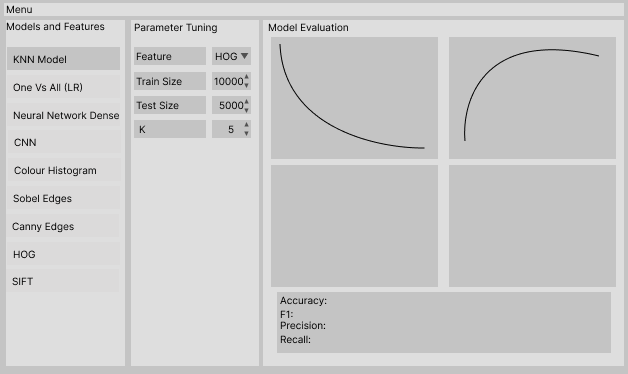 Menu
Models and Features
KNN Model
One Vs All (LR)
Neural Network Dense
CNN
Colour Histogram
Sobel Edges
Canny Edges
HOG
SIFT
Parameter Tuning
Feature HOG
Train Size 10000
Test Size 5000
K 5
Model Evaluation
Accuracy:
F1:
Precision:
Recall: